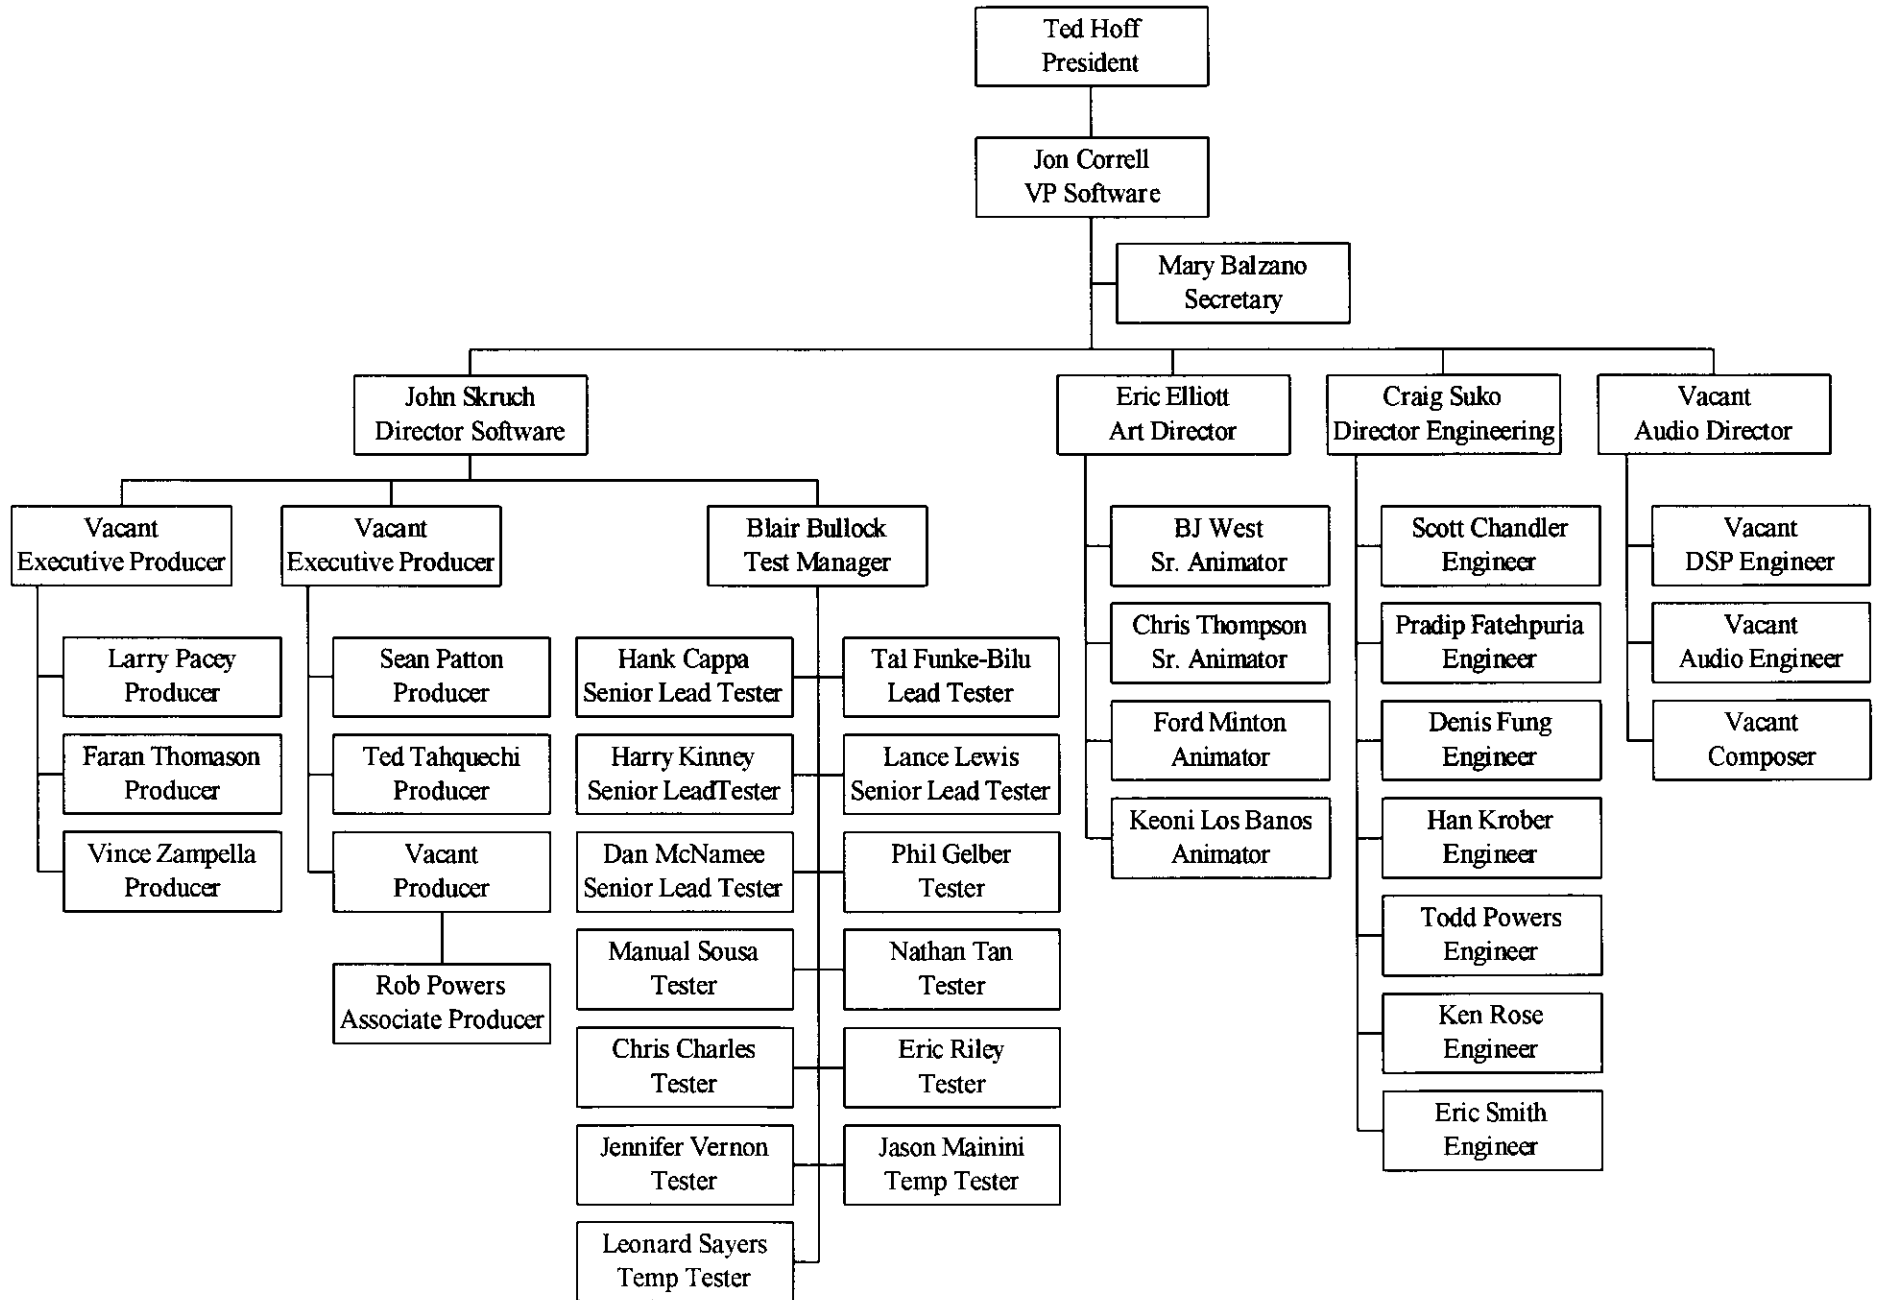 Ted Hoff
President
Jon Correll
VP Software
Mary Balzano
Secretary
John Skruch
Director Software
Eric Elliott
Art Director
Craig Suko
Director Engineering
Vacant
Audio Director
Vacant
Executive Producer
Larry Pacey
Producer
Faran Thomason
Producer
Vince Zampella
Producer
Vacant
Executive Producer
Sean Patton
Producer
Ted Tahquechi
Producer
Vacant
Producer
Rob Powers
Associate Producer
Blair Bullock
Test Manager
Hank Cappa
Senior Lead Tester
Tal Funke-Bilu
Lead Tester
Harry Kinney
Senior LeadTester
Lance Lewis
Senior Lead Tester
Dan McNamee
Senior Lead Tester
Phil Gelber
Tester
Manual Sousa
Tester
Nathan Tan
Tester
Chris Charles
Tester
Eric Riley
Tester
Jennifer Vernon
Tester
Jason Mainini
Temp Tester
Leonard Sayers
Temp Tester
BJ West
Sr. Animator
Chris Thompson
Sr. Animator
Ford Minton
Animator
Keoni Los Banos
Animator
Scott Chandler
Engineer
Pradip Fatehpuria
Engineer
Denis Fung
Engineer
Han Krober
Engineer
Todd Powers
Engineer
Ken Rose
Engineer
Eric Smith
Engineer
Vacant
DSP Engineer
Vacant
Audio Engineer
Vacant
Composer